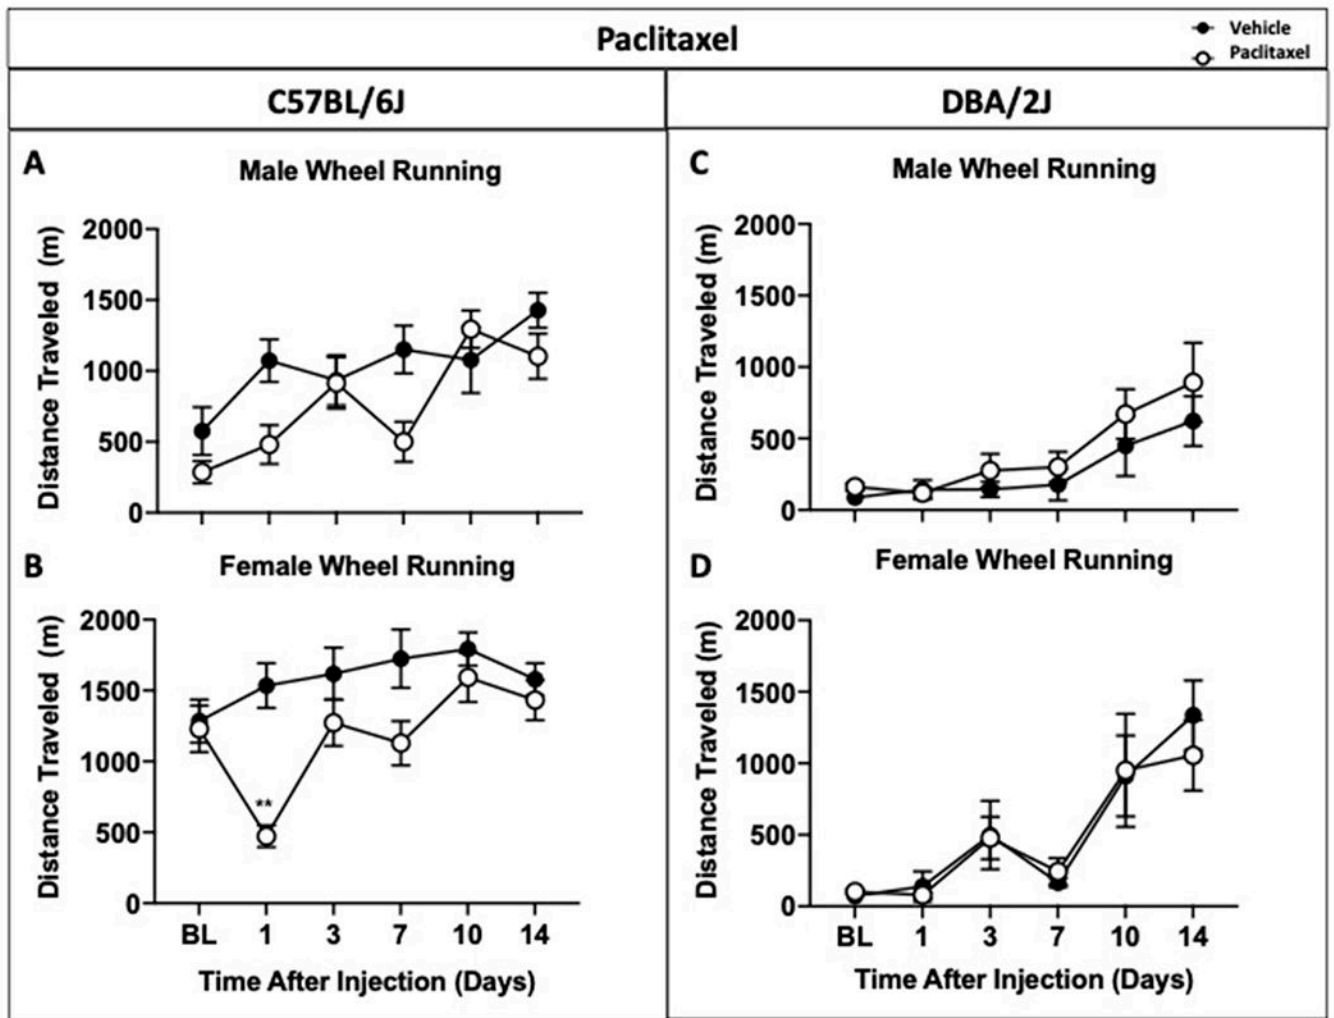 Paclitaxel
Vehicle
Paclitaxel
C57BL/6J
DBA/2J
A
Male Wheel Running
Distance Traveled (m)
2000
1500
1000
500
0
B
Female Wheel Running
Distance Traveled (m)
2000
1500
1000
500
0
**
BL 1 3 7 10 14
Time After Injection (Days)
C
Male Wheel Running
Distance Traveled (m)
2000
1500
1000
500
0
D
Female Wheel Running
Distance Traveled (m)
2000
1500
1000
500
0
BL 1 3 7 10 14
Time After Injection (Days)